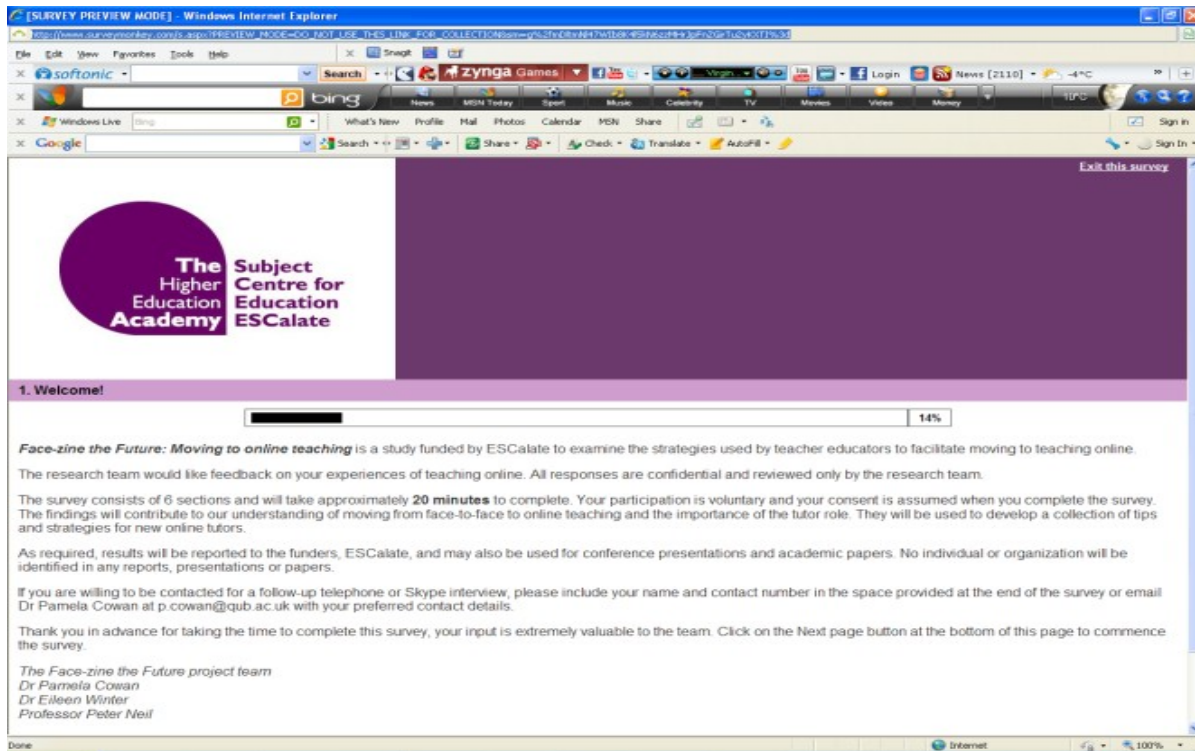 [SURVEY PREVIEW MODE] - Windows Internet Explorer
File Edit View Favorites Tools Help
SnagIt
softonic
Search
zynga Games
Virgin
Login
News [2110]
-4°C
bing
News MSN Today Sport Music Celebrity TV Movies Video Money
10°C
Windows Live
Bing
What's New Profile Mail Photos Calendar MSN Share
Sign in
Google
Search Share Check Translate AutoFill
Sign In
Exit this survey
The Subject
Higher Centre for
Education Education
Academy ESCalate
1. Welcome!
14%
Face-zine the Future: Moving to online teaching is a study funded by ESCalate to examine the strategies used by teacher educators to facilitate moving to teaching online.
The research team would like feedback on your experiences of teaching online. All responses are confidential and reviewed only by the research team.
The survey consists of 6 sections and will take approximately 20 minutes to complete. Your participation is voluntary and your consent is assumed when you complete the survey.
The findings will contribute to our understanding of moving from face-to-face to online teaching and the importance of the tutor role. They will be used to develop a collection of tips
and strategies for new online tutors.
As required, results will be reported to the funders, ESCalate, and may also be used for conference presentations and academic papers. No individual or organization will be
identified in any reports, presentations or papers.
If you are willing to be contacted for a follow-up telephone or Skype interview, please include your name and contact number in the space provided at the end of the survey or email
Dr Pamela Cowan at p.cowan@qub.ac.uk with your preferred contact details.
Thank you in advance for taking the time to complete this survey, your input is extremely valuable to the team. Click on the Next page button at the bottom of this page to commence
the survey.
The Face-zine the Future project team
Dr Pamela Cowan
Dr Eileen Winter
Professor Peter Neil
Done
Internet
100%